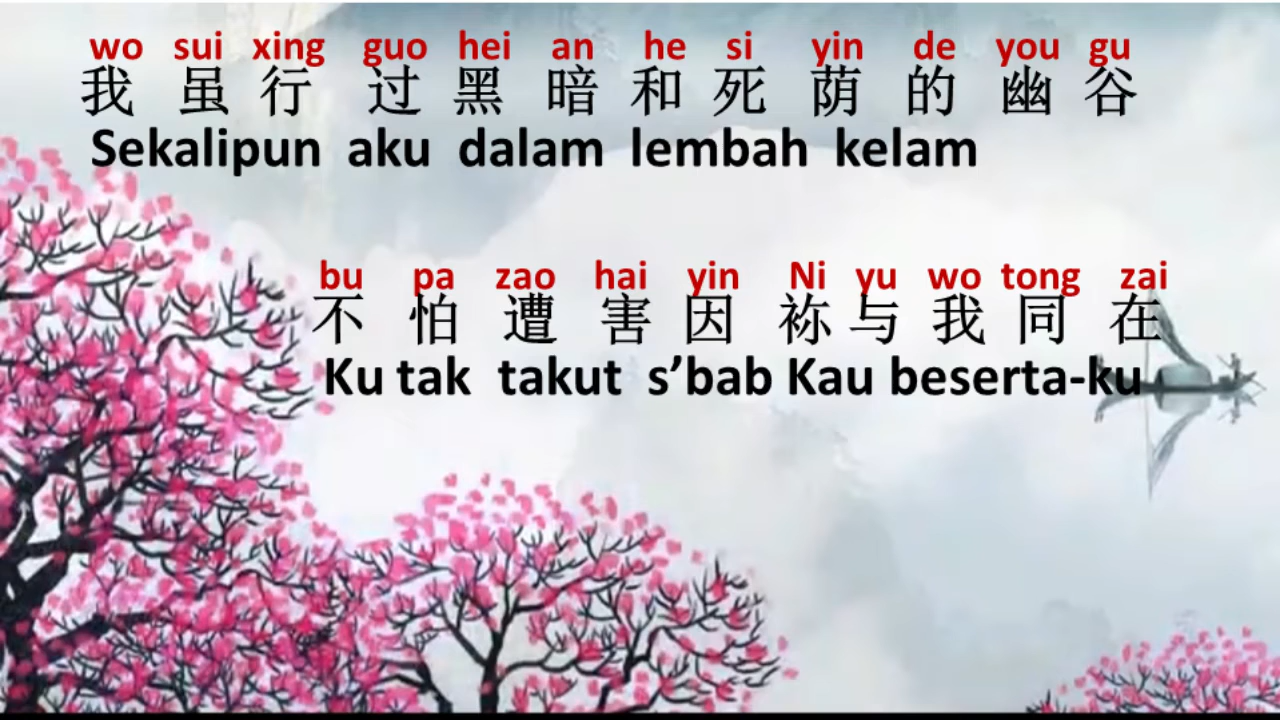 wo sui xing guo hei an he si yin de you gu
我 虽 行 过 黑 暗 和 死 荫 的 幽 谷
Sekalipun aku dalam lembah kelam
bu pa zao hai yin Ni yu wo tong zai
不 怕 遭 害 因 祢 与 我 同 在
Ku tak takut s’bab Kau beserta-ku